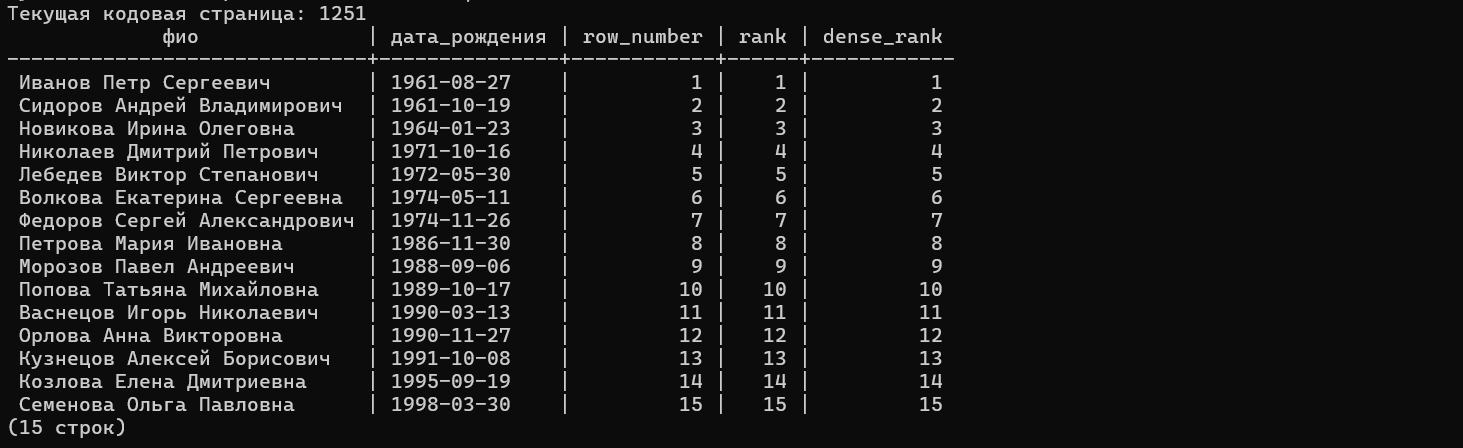 Текущая кодовая страница: 1251
             фио              | дата_рождения | row_number | rank | dense_rank
------------------------------+---------------+------------+------+------------
 Иванов Петр Сергеевич        | 1961-08-27    |          1 |    1 |          1
 Сидоров Андрей Владимирович  | 1961-10-19    |          2 |    2 |          2
 Новикова Ирина Олеговна      | 1964-01-23    |          3 |    3 |          3
 Николаев Дмитрий Петрович    | 1971-10-16    |          4 |    4 |          4
 Лебедев Виктор Степанович    | 1972-05-30    |          5 |    5 |          5
 Волкова Екатерина Сергеевна  | 1974-05-11    |          6 |    6 |          6
 Федоров Сергей Александрович | 1974-11-26    |          7 |    7 |          7
 Петрова Мария Ивановна       | 1986-11-30    |          8 |    8 |          8
 Морозов Павел Андреевич      | 1988-09-06    |          9 |    9 |          9
 Попова Татьяна Михайловна    | 1989-10-17    |         10 |   10 |         10
 Васнецов Игорь Николаевич    | 1990-03-13    |         11 |   11 |         11
 Орлова Анна Викторовна       | 1990-11-27    |         12 |   12 |         12
 Кузнецов Алексей Борисович   | 1991-10-08    |         13 |   13 |         13
 Козлова Елена Дмитриевна     | 1995-09-19    |         14 |   14 |         14
 Семенова Ольга Павловна      | 1998-03-30    |         15 |   15 |         15
(15 строк)